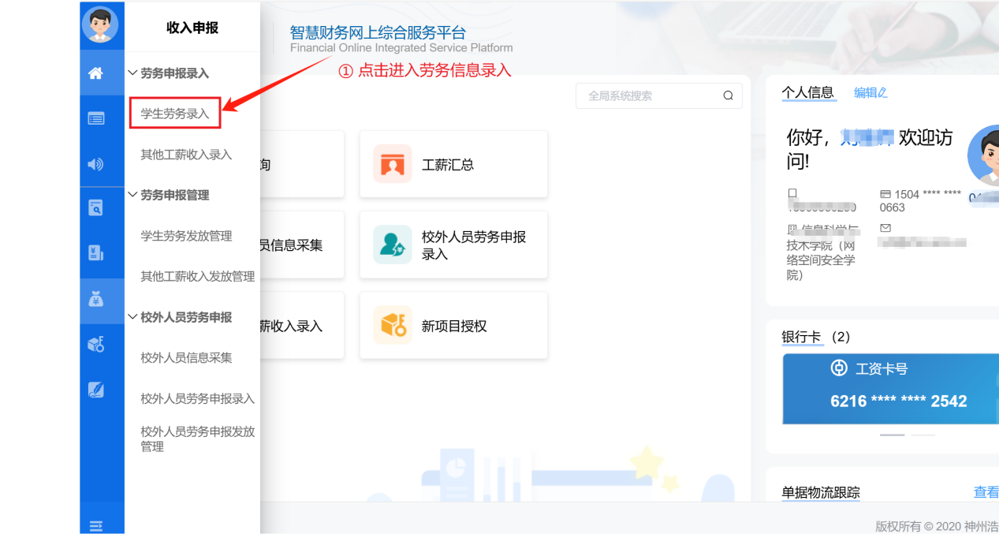 收入申报
劳务申报录入
学生劳务录入
其他工薪收入录入
劳务申报管理
学生劳务发放管理
其他工薪收入发放管理
校外人员劳务申报
校外人员信息采集
校外人员劳务申报录入
校外人员劳务申报发放
管理
智慧财务网上综合服务平台
Financial Online Integrated Service Platform
① 点击进入劳务信息录入
全局系统搜索
询
工薪汇总
员信息采集
校外人员劳务申报
录入
薪收入录入
新项目授权
个人信息 编辑
你好， 欢迎访
问!
1504 **** ****
0663
信息科学与
技术学院（网
络空间安全学
院）
银行卡 （2）
工资卡号
6216 **** **** 2542
单据物流跟踪 查看
版权所有 © 2020 神州浩